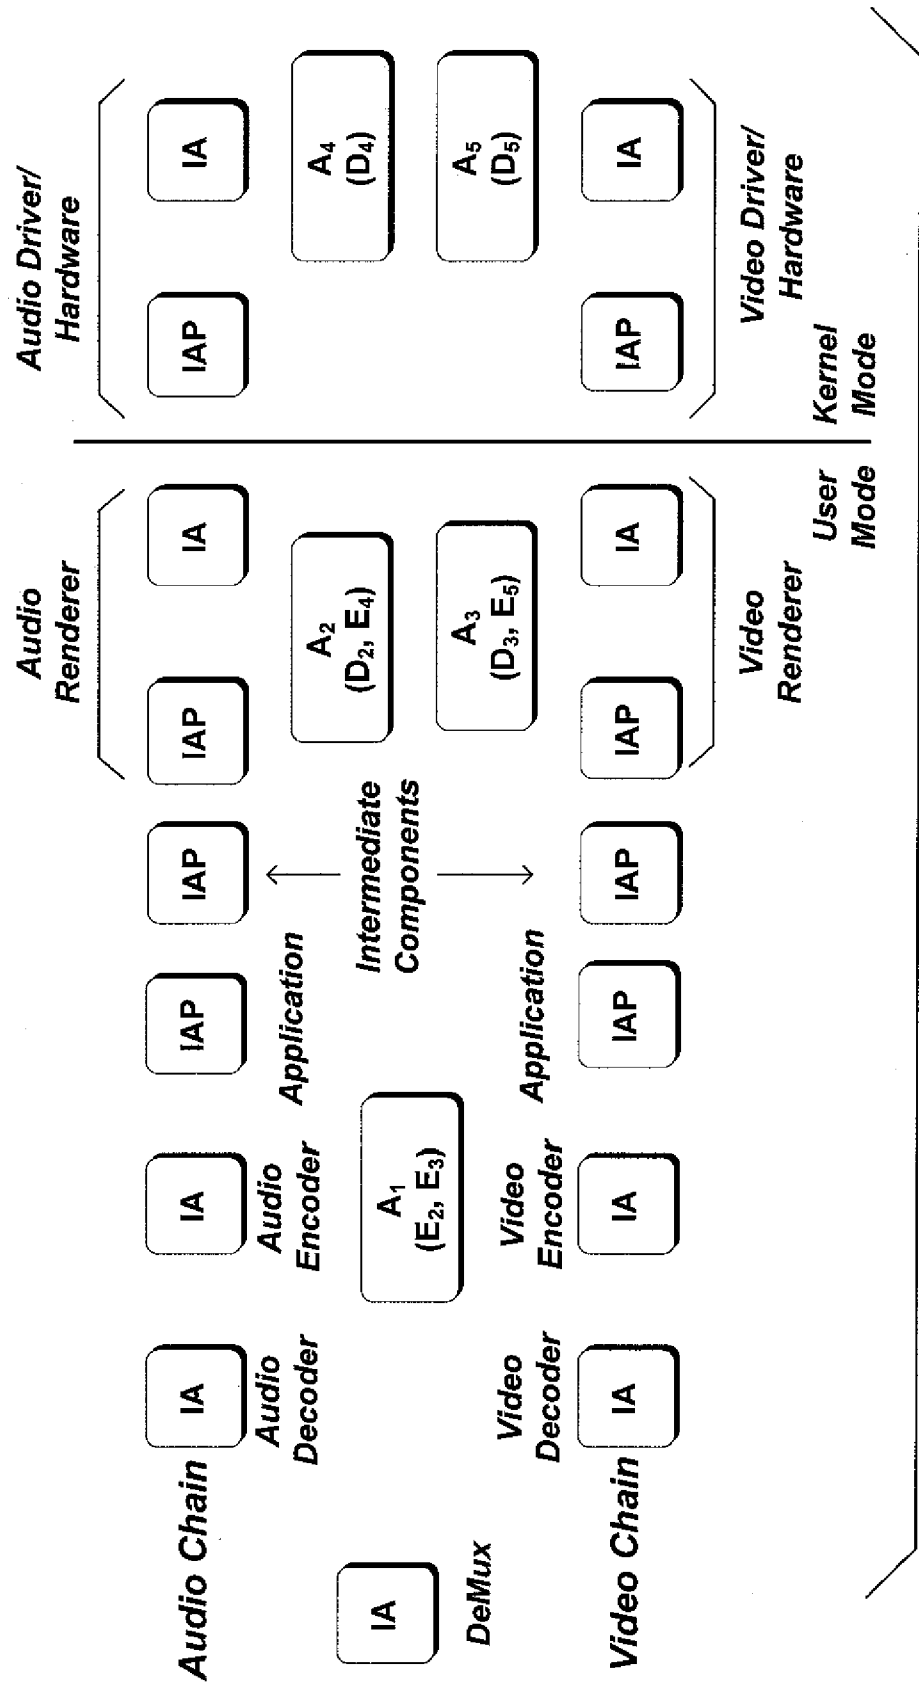 Audio Chain
IA
Audio
Decoder
IA
Audio
Encoder
IAP
Application
IAP
Audio
Renderer
IAP
IA
Audio Driver/
Hardware
IAP
IA
IA
DeMux
A1
(E2, E3)
Intermediate
Components
A2
(D2, E4)
A3
(D3, E5)
A4
(D4)
A5
(D5)
Video Chain
Video
Decoder
IA
Video
Encoder
IA
Application
IAP
IAP
IAP
IA
Video
Renderer
IAP
IA
Video Driver/
Hardware
User
Mode
Kernel
Mode